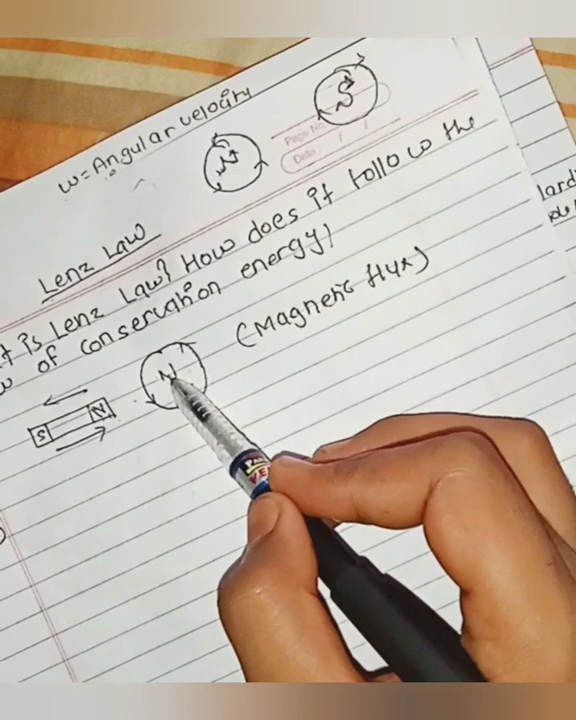 w = Angular velocity
N
S
Page No.
Date / /
Lenz Law
is Lenz Law? How does it follow the
of conservation energy)
(Magnetic flux)
N
S N
lard